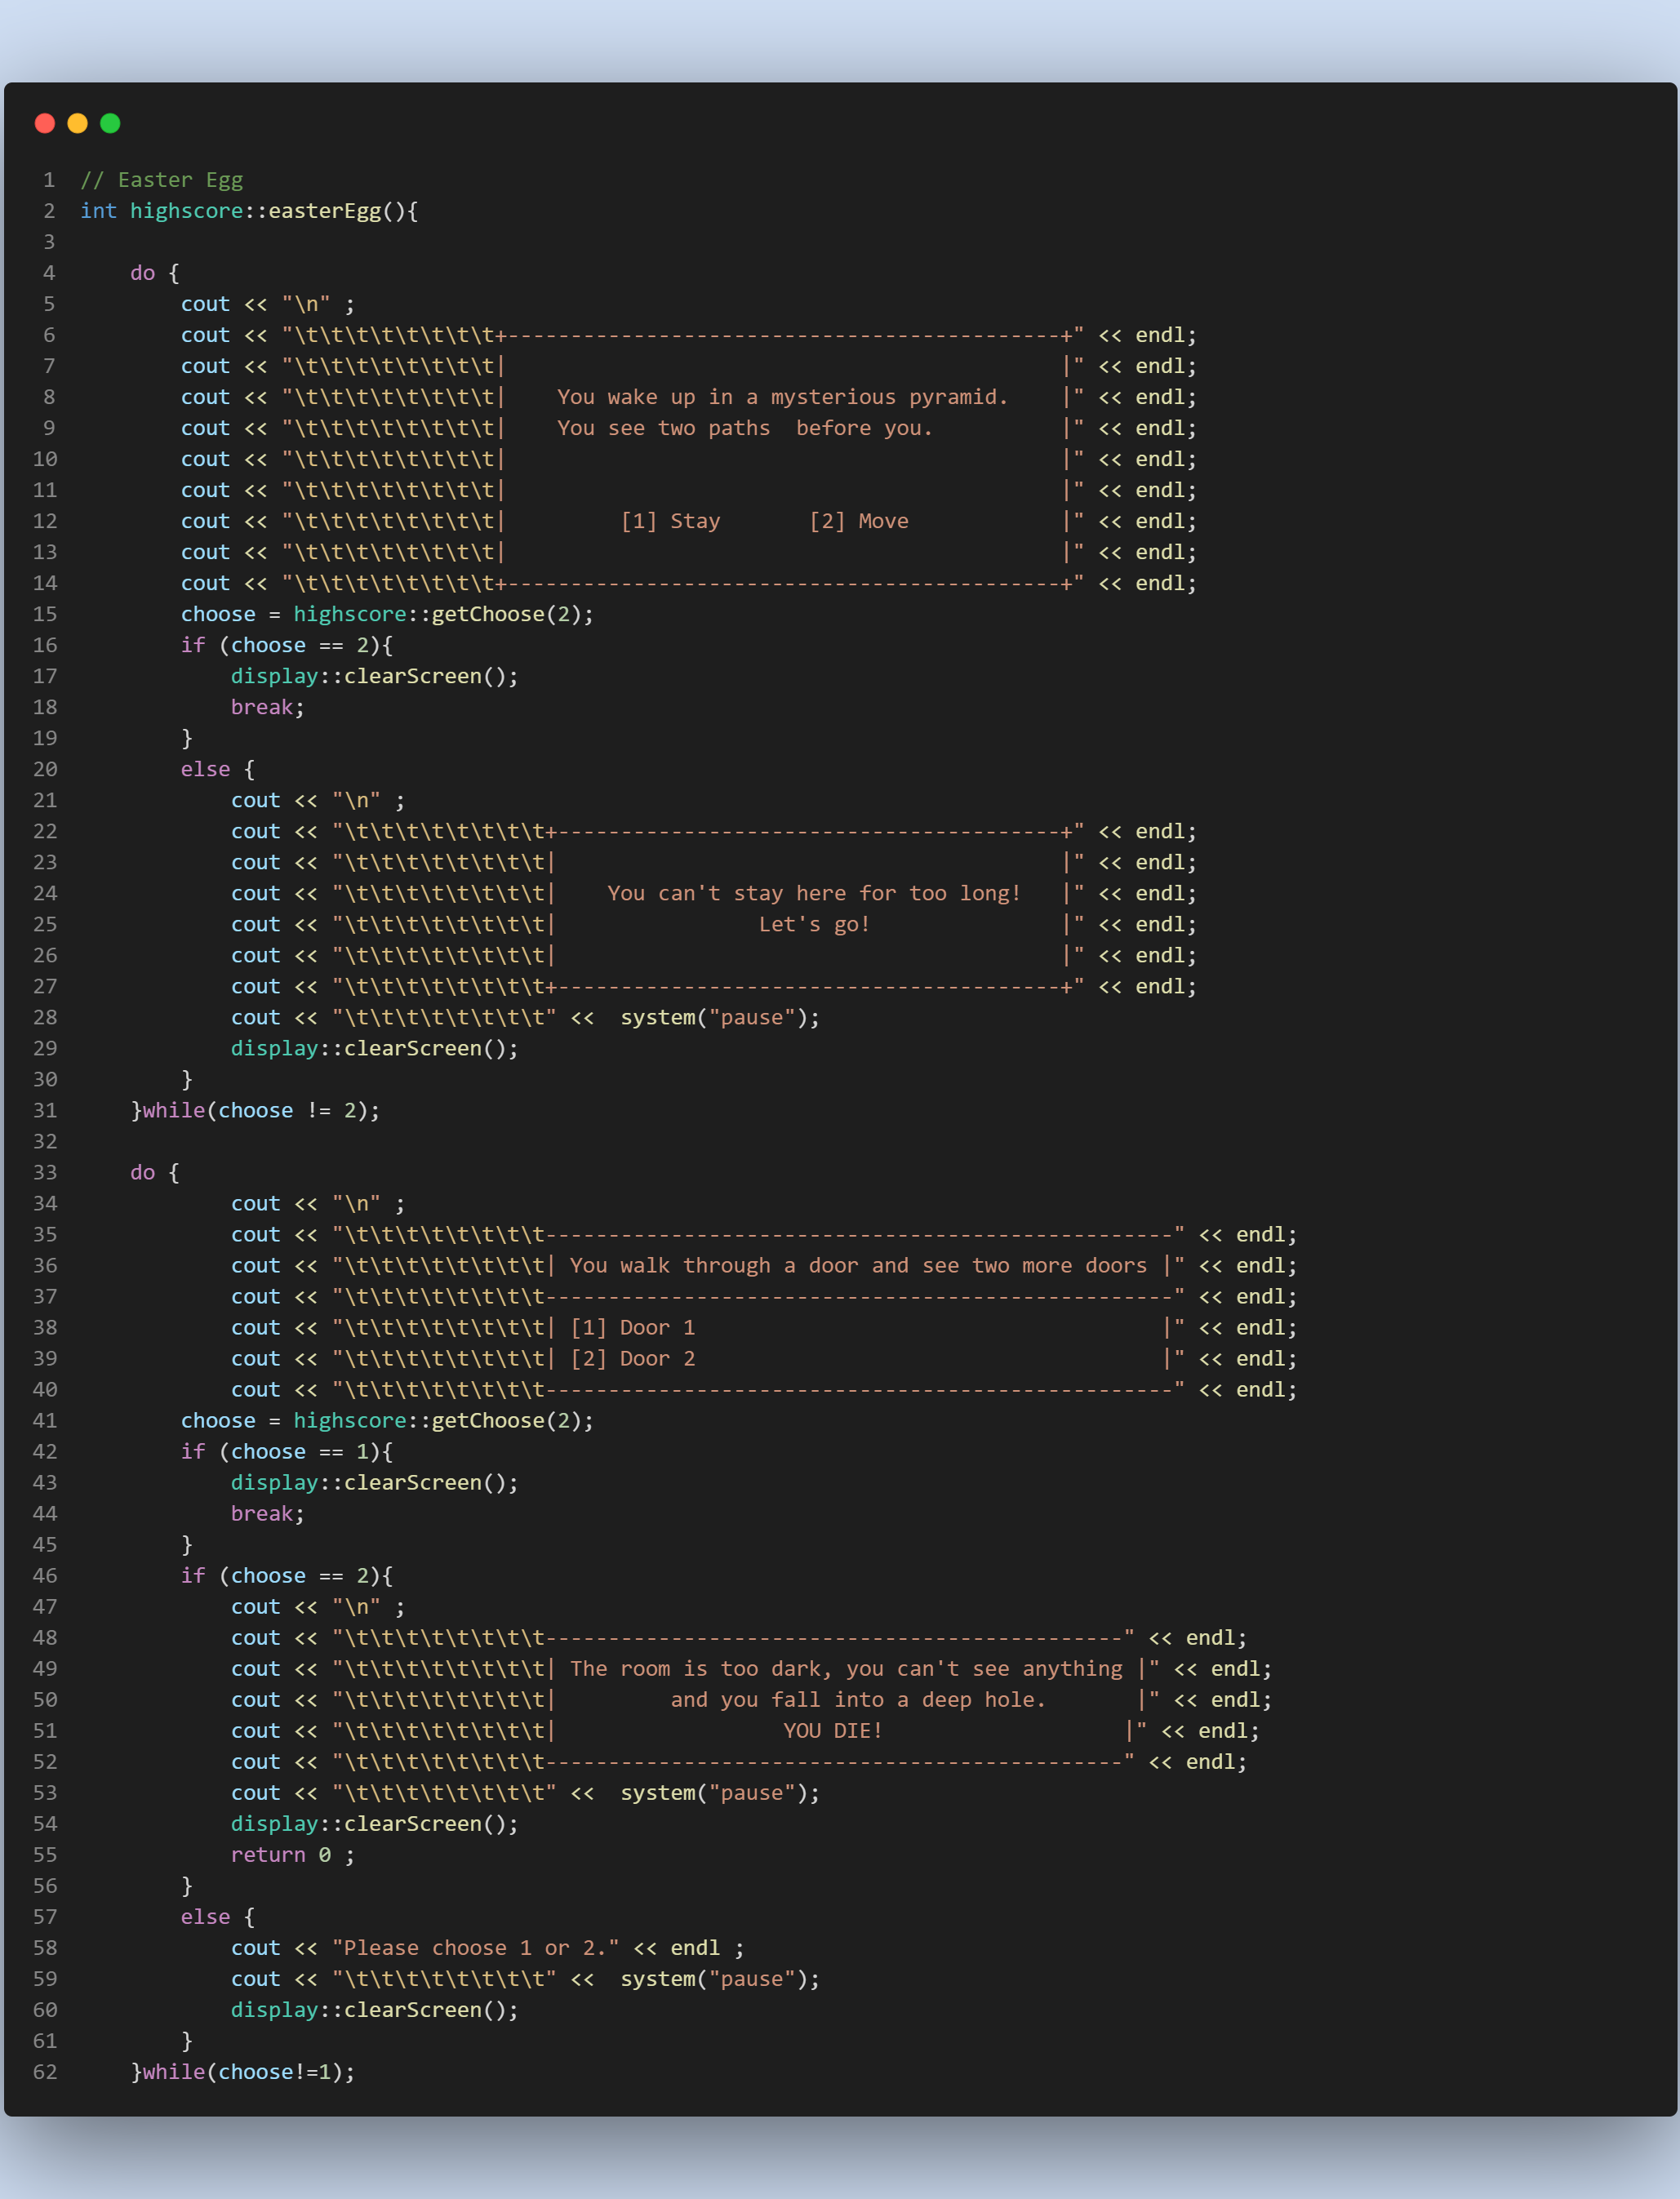 1 // Easter Egg
2 int highscore::easterEgg(){
3
4     do {
5         cout << "\n" ;
6         cout << "\t\t\t\t\t\t\t\t+--------------------------------------------+" << endl;
7         cout << "\t\t\t\t\t\t\t\t|                                            |" << endl;
8         cout << "\t\t\t\t\t\t\t\t|    You wake up in a mysterious pyramid.    |" << endl;
9         cout << "\t\t\t\t\t\t\t\t|    You see two paths  before you.          |" << endl;
10         cout << "\t\t\t\t\t\t\t\t|                                            |" << endl;
11         cout << "\t\t\t\t\t\t\t\t|                                            |" << endl;
12         cout << "\t\t\t\t\t\t\t\t|         [1] Stay       [2] Move            |" << endl;
13         cout << "\t\t\t\t\t\t\t\t|                                            |" << endl;
14         cout << "\t\t\t\t\t\t\t\t+--------------------------------------------+" << endl;
15         choose = highscore::getChoose(2);
16         if (choose == 2){
17             display::clearScreen();
18             break;
19         }
20         else {
21             cout << "\n" ;
22             cout << "\t\t\t\t\t\t\t\t+----------------------------------------+" << endl;
23             cout << "\t\t\t\t\t\t\t\t|                                        |" << endl;
24             cout << "\t\t\t\t\t\t\t\t|    You can't stay here for too long!   |" << endl;
25             cout << "\t\t\t\t\t\t\t\t|                Let's go!               |" << endl;
26             cout << "\t\t\t\t\t\t\t\t|                                        |" << endl;
27             cout << "\t\t\t\t\t\t\t\t+----------------------------------------+" << endl;
28             cout << "\t\t\t\t\t\t\t\t" <<  system("pause");
29             display::clearScreen();
30         }
31     }while(choose != 2);
32
33     do {
34             cout << "\n" ;
35             cout << "\t\t\t\t\t\t\t\t--------------------------------------------------" << endl;
36             cout << "\t\t\t\t\t\t\t\t| You walk through a door and see two more doors |" << endl;
37             cout << "\t\t\t\t\t\t\t\t--------------------------------------------------" << endl;
38             cout << "\t\t\t\t\t\t\t\t| [1] Door 1                                     |" << endl;
39             cout << "\t\t\t\t\t\t\t\t| [2] Door 2                                     |" << endl;
40             cout << "\t\t\t\t\t\t\t\t--------------------------------------------------" << endl;
41         choose = highscore::getChoose(2);
42         if (choose == 1){
43             display::clearScreen();
44             break;
45         }
46         if (choose == 2){
47             cout << "\n" ;
48             cout << "\t\t\t\t\t\t\t\t----------------------------------------------" << endl;
49             cout << "\t\t\t\t\t\t\t\t| The room is too dark, you can't see anything |" << endl;
50             cout << "\t\t\t\t\t\t\t\t|         and you fall into a deep hole.       |" << endl;
51             cout << "\t\t\t\t\t\t\t\t|                  YOU DIE!                   |" << endl;
52             cout << "\t\t\t\t\t\t\t\t----------------------------------------------" << endl;
53             cout << "\t\t\t\t\t\t\t\t" <<  system("pause");
54             display::clearScreen();
55             return 0 ;
56         }
57         else {
58             cout << "Please choose 1 or 2." << endl ;
59             cout << "\t\t\t\t\t\t\t\t" <<  system("pause");
60             display::clearScreen();
61         }
62     }while(choose!=1);